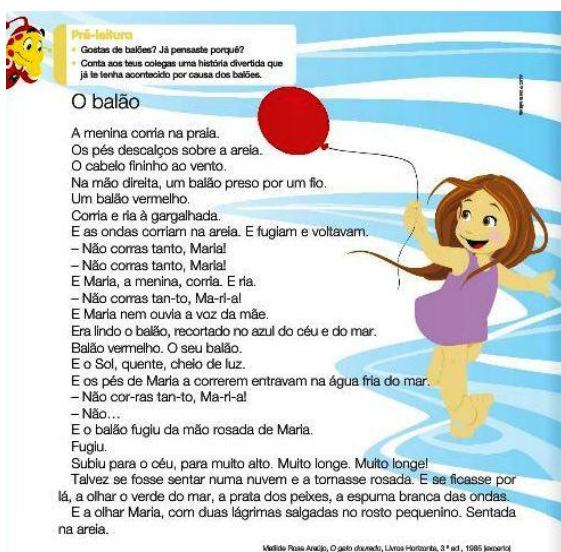 Pré-leitura
• Gostas de balões? Já pensaste porquê?
• Conta aos teus colegas uma história divertida que
já te tenha acontecido por causa dos balões.
O balão
A menina corria na praia.
Os pés descalços sobre a areia.
O cabelo fininho ao vento.
Na mão direita, um balão preso por um fio.
Um balão vermelho.
Corria e ria à gargalhada.
E as ondas corriam na areia. E fugiam e voltavam.
– Não corras tanto, Maria!
– Não corras tanto, Maria!
E Maria, a menina, corria. E ria.
– Não corras tan-to, Ma-ri-a!
E Maria nem ouvia a voz da mãe.
Era lindo o balão, recortado no azul do céu e do mar.
Balão vermelho. O seu balão.
E o Sol, quente, cheio de luz.
E os pés de Maria a correrem entravam na água fria do mar.
– Não cor-ras tan-to, Ma-ri-a!
– Não...
E o balão fugiu da mão rosada de Maria.
Fugiu.
Subiu para o céu, para muito alto. Muito longe. Muito longe!
Talvez se fosse sentar numa nuvem e a tornasse rosada. E se ficasse por
lá, a olhar o verde do mar, a prata dos peixes, a espuma branca das ondas.
E a olhar Maria, com duas lágrimas salgadas no rosto pequenino. Sentada
na areia.
Matilde Rosa Araújo, O gato dourado, Livros Horizonte, 3.ª ed., 1985 (excerto)